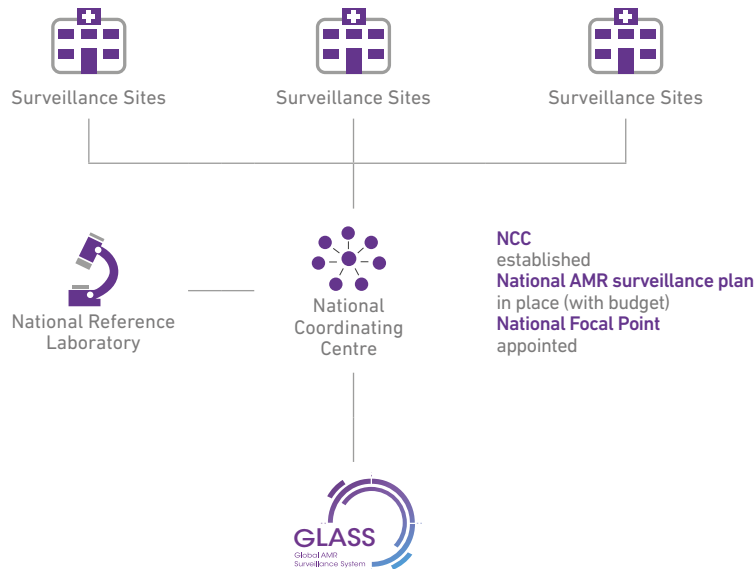 Surveillance Sites
Surveillance Sites
Surveillance Sites
National Reference
Laboratory
National
Coordinating
Centre
NCC
established
National AMR surveillance plan
in place (with budget)
National Focal Point
appointed
GLASS
Global AMR
Surveillance System